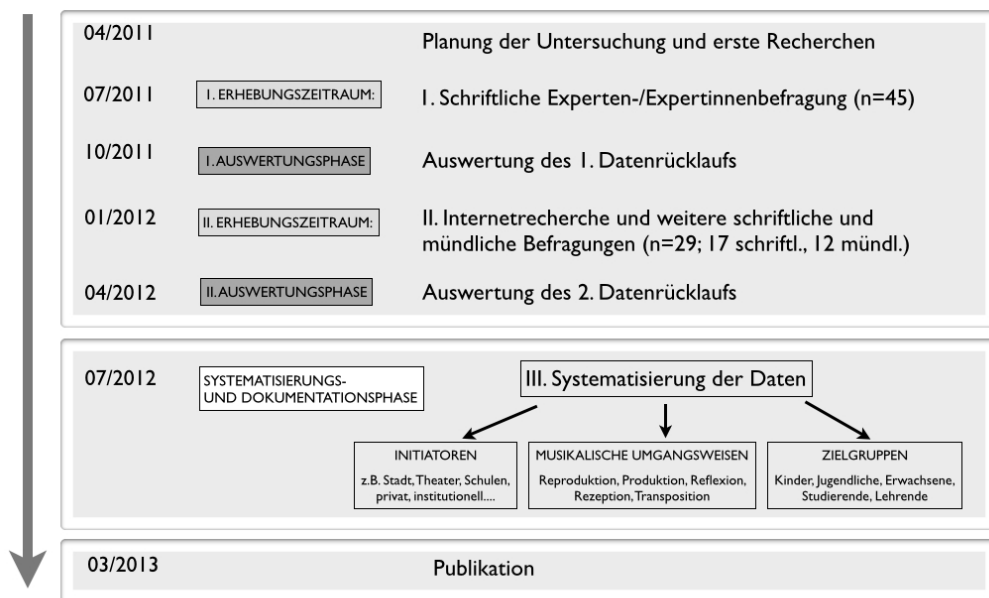 04/2011 Planung der Untersuchung und erste Recherchen
07/2011 I. ERHEBUNGSZEITRAUM: I. Schriftliche Experten-/Expertinnenbefragung (n=45)
10/2011 I. AUSWERTUNGSPHASE Auswertung des 1. Datenrücklaufs
01/2012 II. ERHEBUNGSZEITRAUM: II. Internetrecherche und weitere schriftliche und
mündliche Befragungen (n=29; 17 schriftl., 12 mündl.)
04/2012 II. AUSWERTUNGSPHASE Auswertung des 2. Datenrücklaufs
07/2012 SYSTEMATISIERUNGS-
UND DOKUMENTATIONSPHASE
III. Systematisierung der Daten
INITIATOREN
z.B. Stadt, Theater, Schulen,
privat, institutionell....
MUSIKALISCHE UMGANGSWEISEN
Reproduktion, Produktion, Reflexion,
Rezeption, Transposition
ZIELGRUPPEN
Kinder, Jugendliche, Erwachsene,
Studierende, Lehrende
03/2013 Publikation